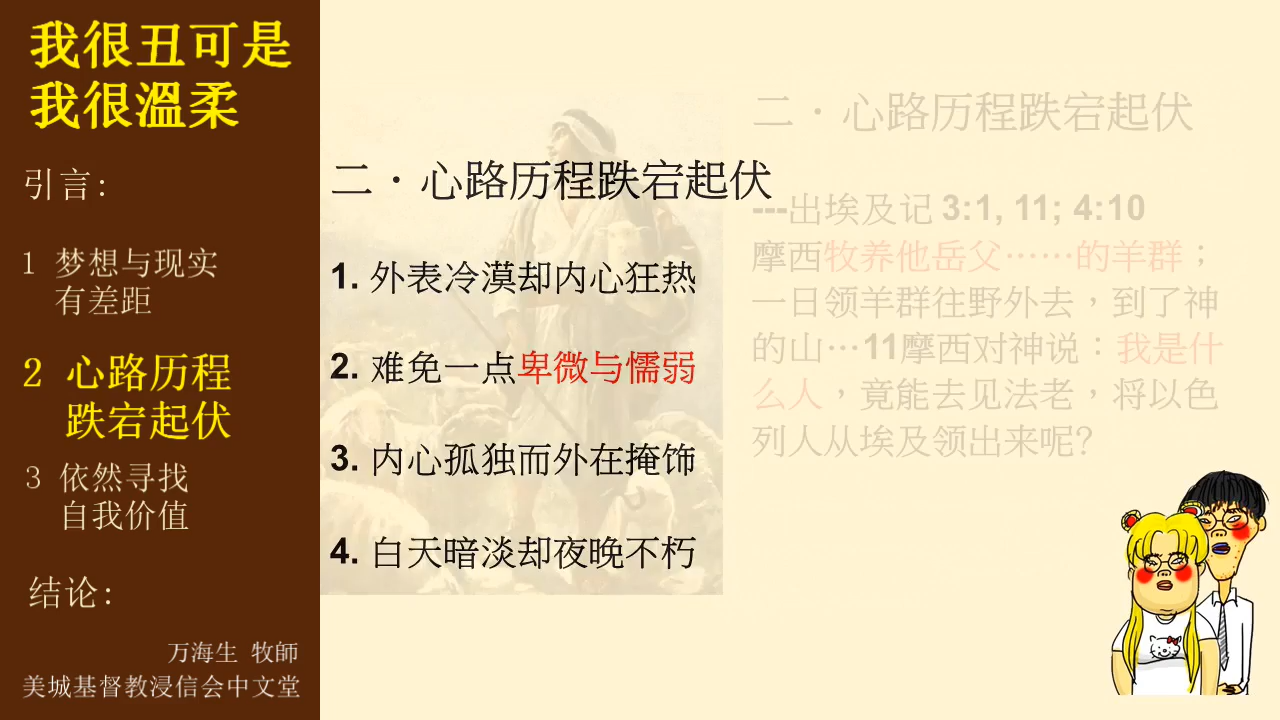 我很丑可是
我很溫柔
引言:
1 梦想与现实
有差距
2 心路历程
跌宕起伏
3 依然寻找
自我价值
结论:
万海生 牧師
美城基督教浸信会中文堂
二·心路历程跌宕起伏
1. 外表冷漠却内心狂热
2. 难免一点卑微与懦弱
3. 内心孤独而外在掩饰
4. 白天暗淡却夜晚不朽
二·心路历程跌宕起伏
---出埃及记 3:1, 11; 4:10
摩西牧养他岳父……的羊群；
一日领羊群往野外去，到了神
的山…11摩西对神说：我是什
么人，竟能去见法老，将以色
列人从埃及领出来呢?